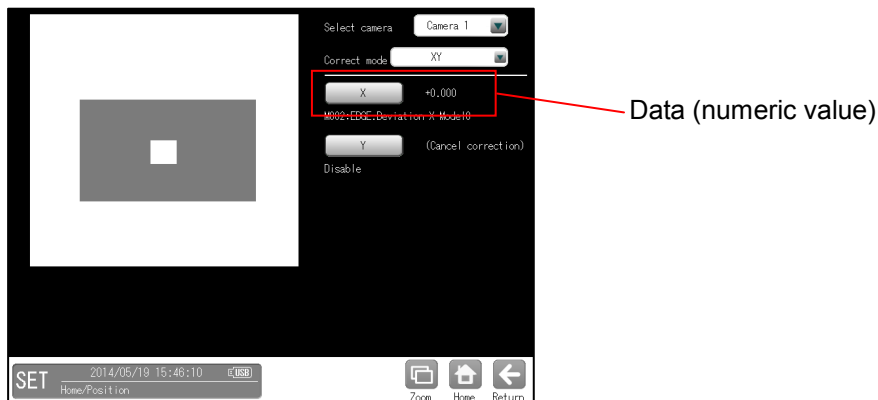 Select camera Camera 1
Correct mode XY
X +0.000
M002:EDGE.Deviation X Model0
Y (Cancel correction)
Disable
Data (numeric value)
SET 2014/05/19 15:46:10 E(USB)
Home/Position
Zoom Home Return